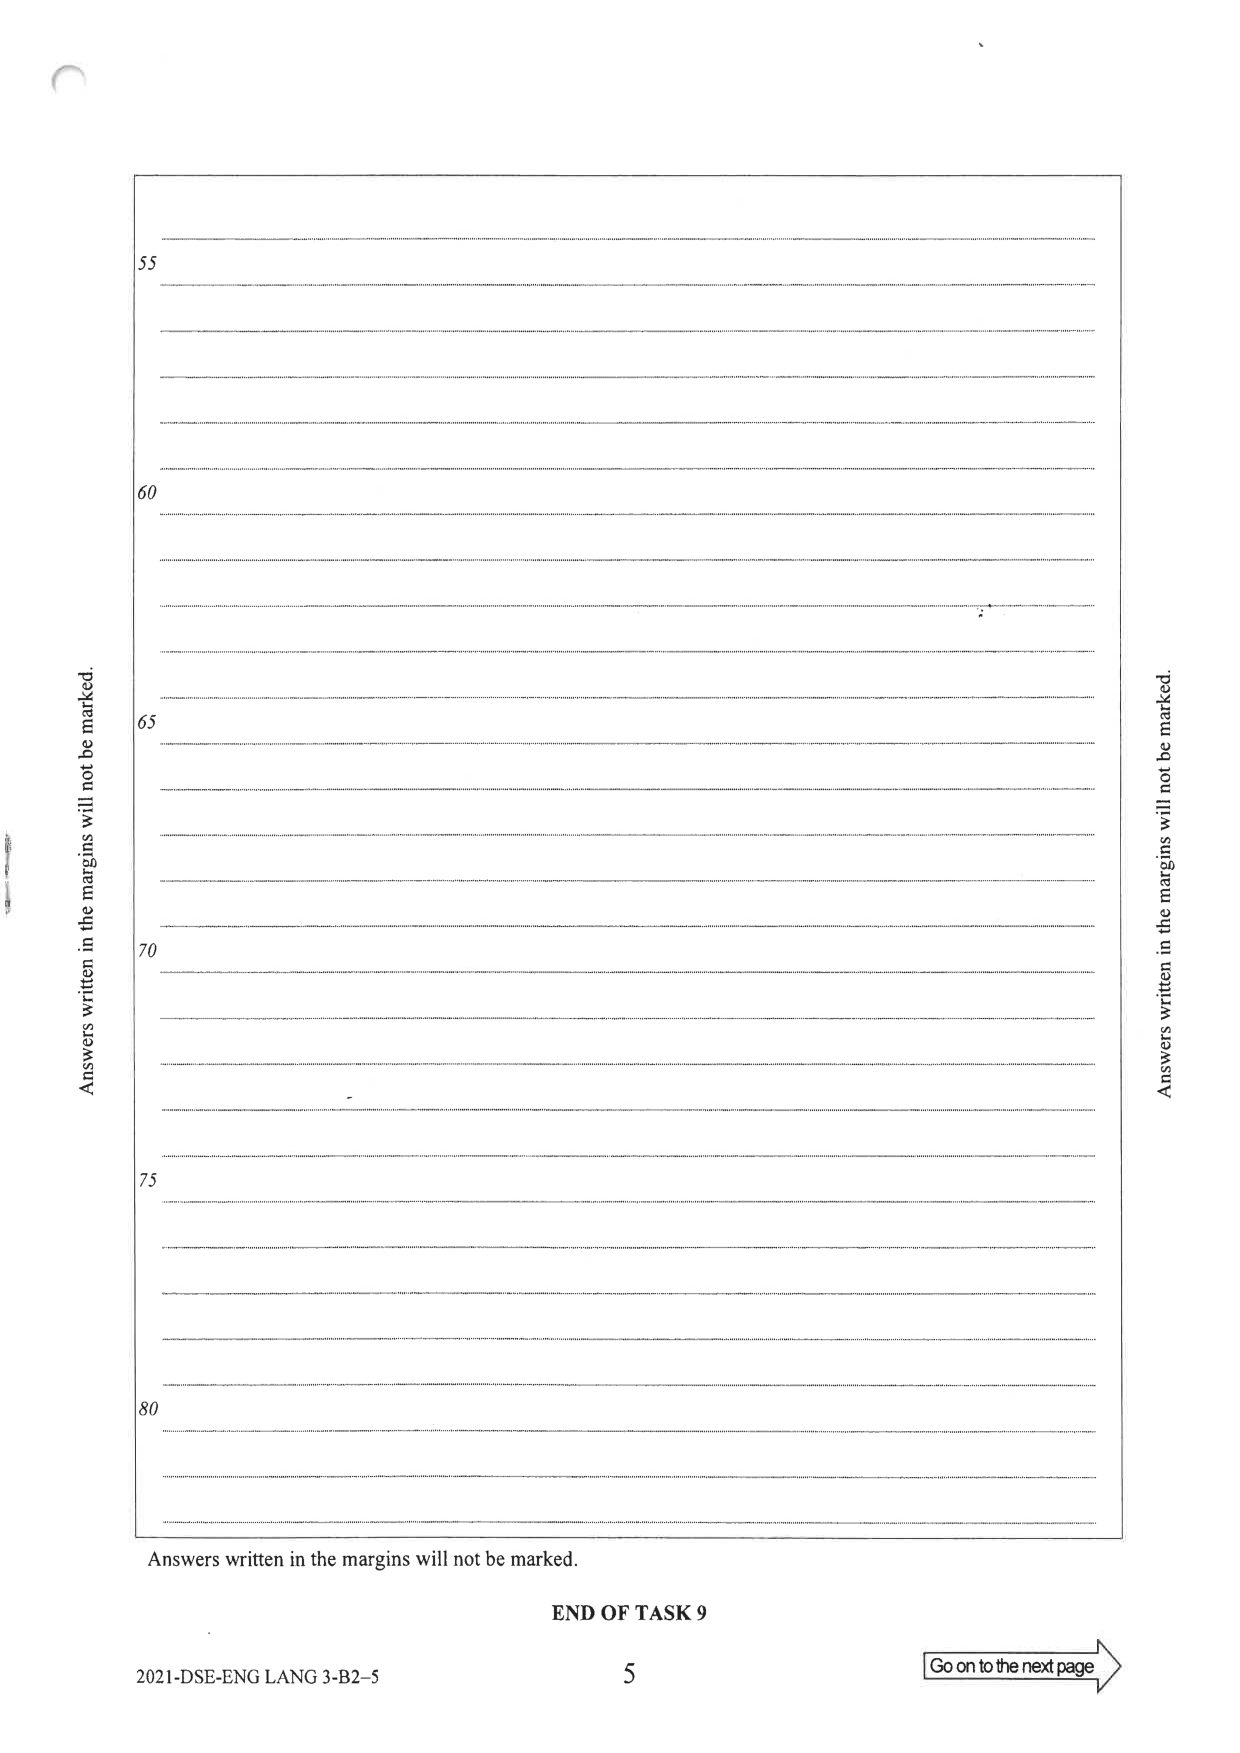 55
60
65
70
75
80
Answers written in the margins will not be marked.
Answers written in the margins will not be marked.
Answers written in the margins will not be marked.
END OF TASK 9
2021-DSE-ENG LANG 3-B2–5
5
Go on to the next page